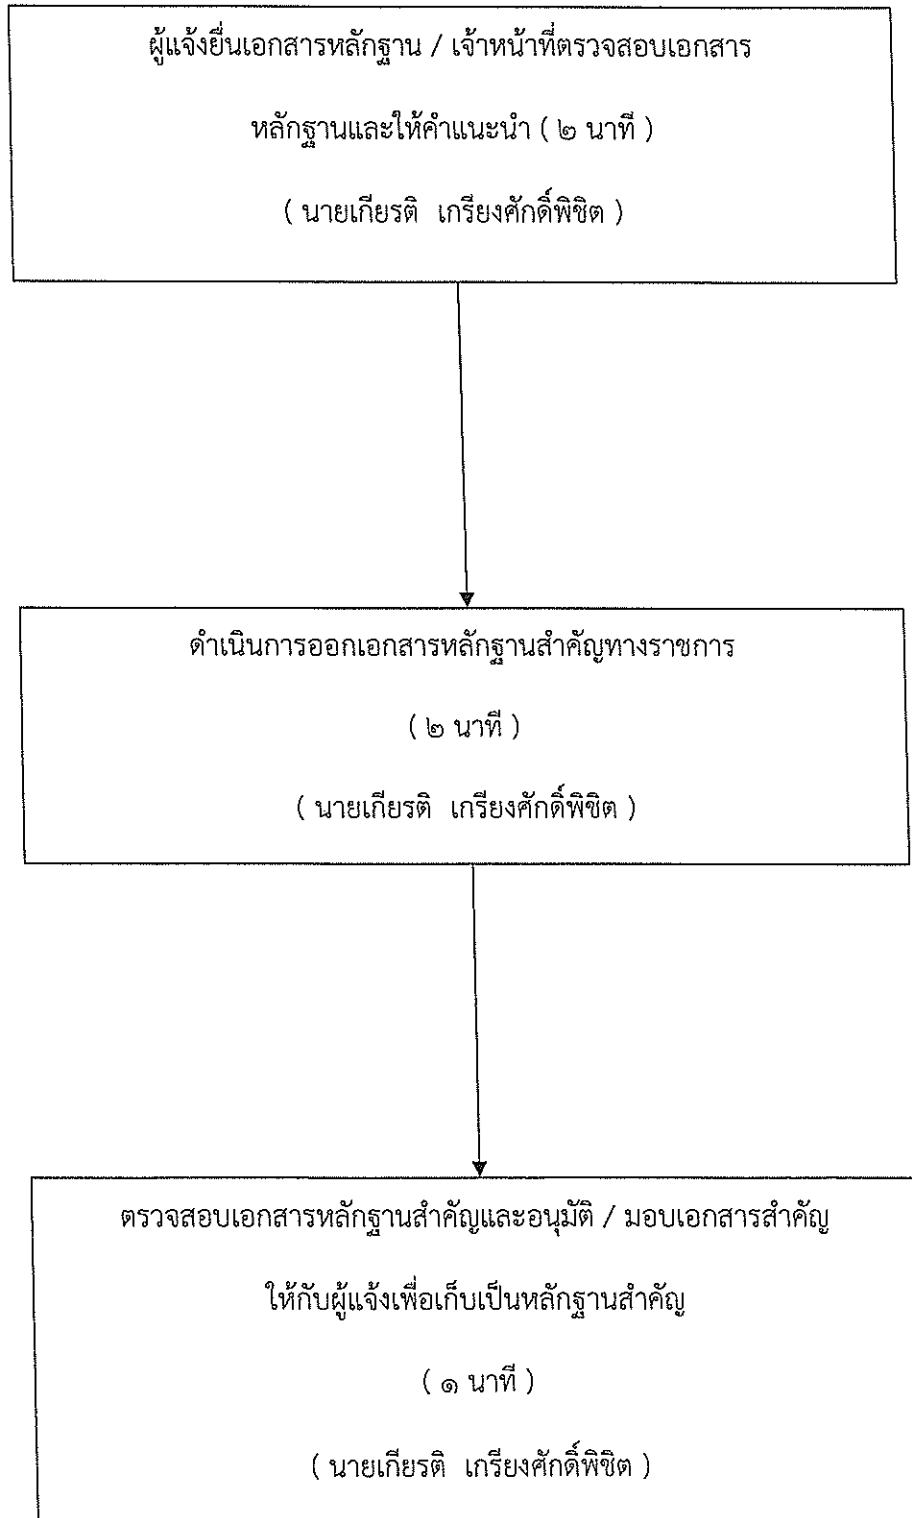 ผู้แจ้งยื่นเอกสารหลักฐาน / เจ้าหน้าที่ตรวจสอบเอกสาร
หลักฐานและให้คำแนะนำ ( ๒ นาที )
( นายเกียรติ เกรียงศักดิ์พิชิต )
ดำเนินการออกเอกสารหลักฐานสำคัญทางราชการ
( ๒ นาที )
( นายเกียรติ เกรียงศักดิ์พิชิต )
ตรวจสอบเอกสารหลักฐานสำคัญและอนุมัติ / มอบเอกสารสำคัญ
ให้กับผู้แจ้งเพื่อเก็บเป็นหลักฐานสำคัญ
( ๑ นาที )
( นายเกียรติ เกรียงศักดิ์พิชิต )